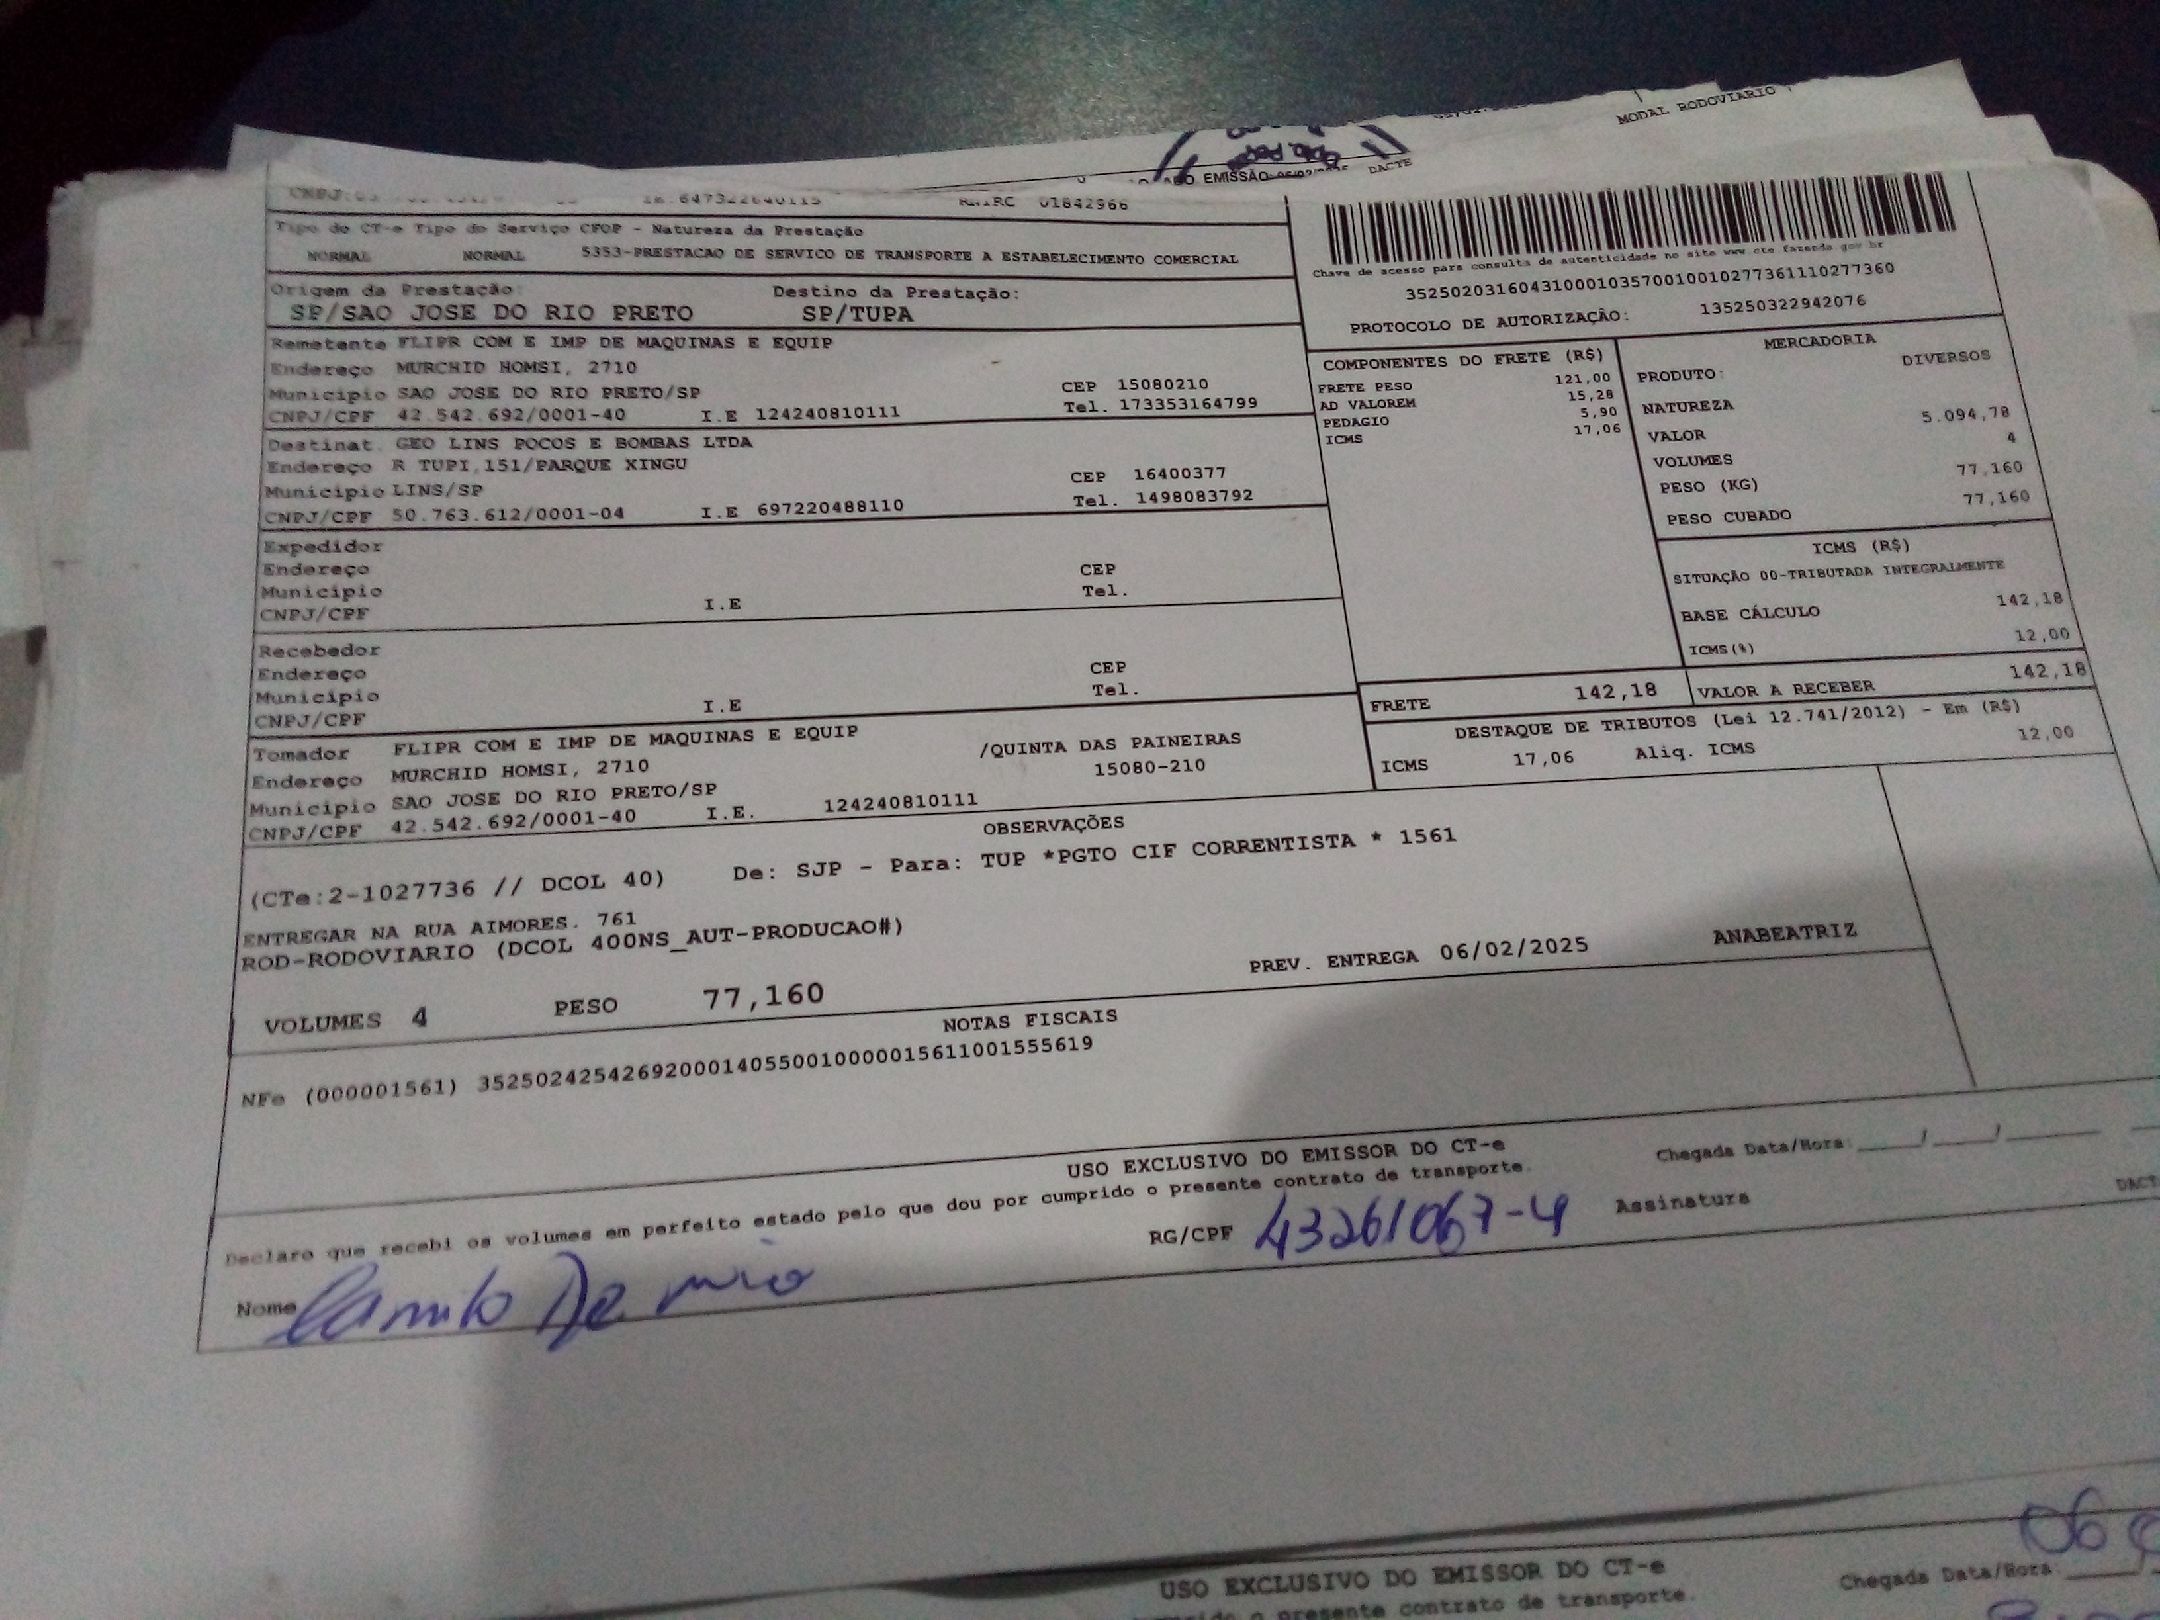 MODAL RODOVIARIO
EMISSÃO DACTE
RNTRC 01842966
Tipo do CT-e Tipo do Serviço CFOP - Natureza da Prestação
NORMAL NORMAL 5353-PRESTACAO DE SERVICO DE TRANSPORTE A ESTABELECIMENTO COMERCIAL
Origem da Prestação: Destino da Prestação:
SP/SAO JOSE DO RIO PRETO SP/TUPA
Remetente FLIPR COM E IMP DE MAQUINAS E EQUIP
Endereço MURCHID HOMSI, 2710
Município SAO JOSE DO RIO PRETO/SP CEP 15080210
CNPJ/CPF 42.542.692/0001-40 I.E 124240810111 Tel. 173353164799
Destinat. GEO LINS POCOS E BOMBAS LTDA
Endereço R TUPI,151/PARQUE XINGU
Município LINS/SP CEP 16400377
CNPJ/CPF 50.763.612/0001-04 I.E 697220488110 Tel. 1498083792
Expedidor
Endereço
Município CEP
CNPJ/CPF I.E Tel.
Recebedor
Endereço
Município CEP
CNPJ/CPF I.E Tel.
Tomador FLIPR COM E IMP DE MAQUINAS E EQUIP
Endereço MURCHID HOMSI, 2710 /QUINTA DAS PAINEIRAS
Município SAO JOSE DO RIO PRETO/SP 15080-210
CNPJ/CPF 42.542.692/0001-40 I.E. 124240810111
Chave de acesso para consulta de autenticidade no site www.cte.fazenda.gov.br
35250203160431000103570010010277361110277360
PROTOCOLO DE AUTORIZAÇÃO: 135250322942076
COMPONENTES DO FRETE (R$)
FRETE PESO 121,00
AD VALOREM 15,28
PEDAGIO 5,90
ICMS 17,06
MERCADORIA
PRODUTO: DIVERSOS
NATUREZA
VALOR 5.094,78
VOLUMES 4
PESO (KG) 77,160
PESO CUBADO 77,160
ICMS (R$)
SITUAÇÃO 00-TRIBUTADA INTEGRALMENTE
BASE CÁLCULO 142,18
ICMS(%) 12,00
FRETE 142,18 VALOR A RECEBER 142,18
DESTAQUE DE TRIBUTOS (Lei 12.741/2012) - Em (R$)
ICMS 17,06 Aliq. ICMS 12,00
OBSERVAÇÕES
(CTe:2-1027736 // DCOL 40) De: SJP - Para: TUP *PGTO CIF CORRENTISTA * 1561
ENTREGAR NA RUA AIMORES. 761
ROD-RODOVIARIO (DCOL 400NS_AUT-PRODUCAO#)
PREV. ENTREGA 06/02/2025 ANABEATRIZ
VOLUMES 4 PESO 77,160
NOTAS FISCAIS
NFe (000001561) 35250242542692000140550010000015611001555619
USO EXCLUSIVO DO EMISSOR DO CT-e
Declaro que recebi os volumes em perfeito estado pelo que dou por cumprido o presente contrato de transporte.
Chegada Data/Hora: ____/____/______
Nome Camilo De RG/CPF 43261067-4 Assinatura
USO EXCLUSIVO DO EMISSOR DO CT-e
o presente contrato de transporte.
Chegada Data/Hora: 06